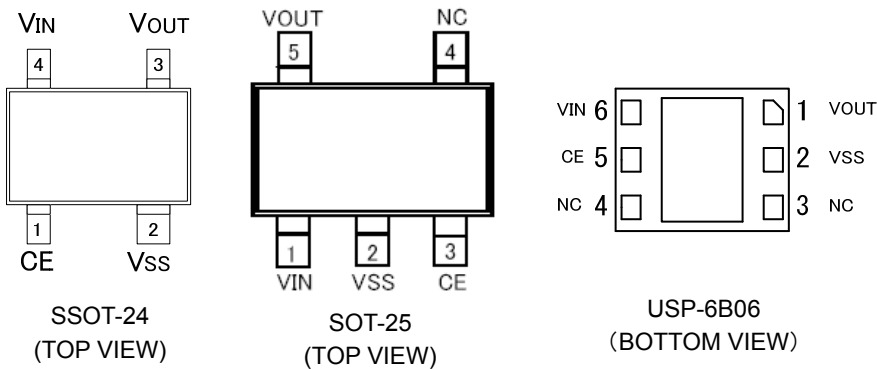 VIN VOUT
4 3
1 2
CE VSS
SSOT-24
(TOP VIEW)
VOUT NC
5 4
1 2 3
VIN VSS CE
SOT-25
(TOP VIEW)
VIN 6 1 VOUT
CE 5 2 VSS
NC 4 3 NC
USP-6B06
（BOTTOM VIEW）